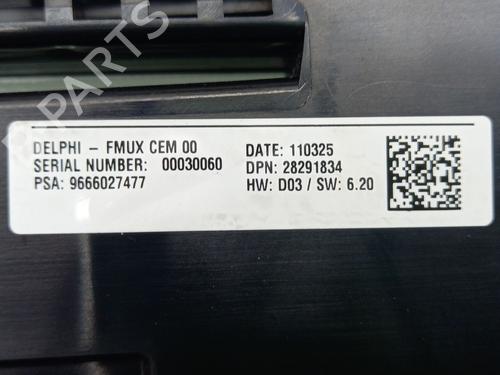 B-PARTS
DELPHI - FMUX CEM 00 DATE: 110325
SERIAL NUMBER: 00030060 DPN: 28291834
PSA: 9666027477 HW: D03 / SW: 6.20